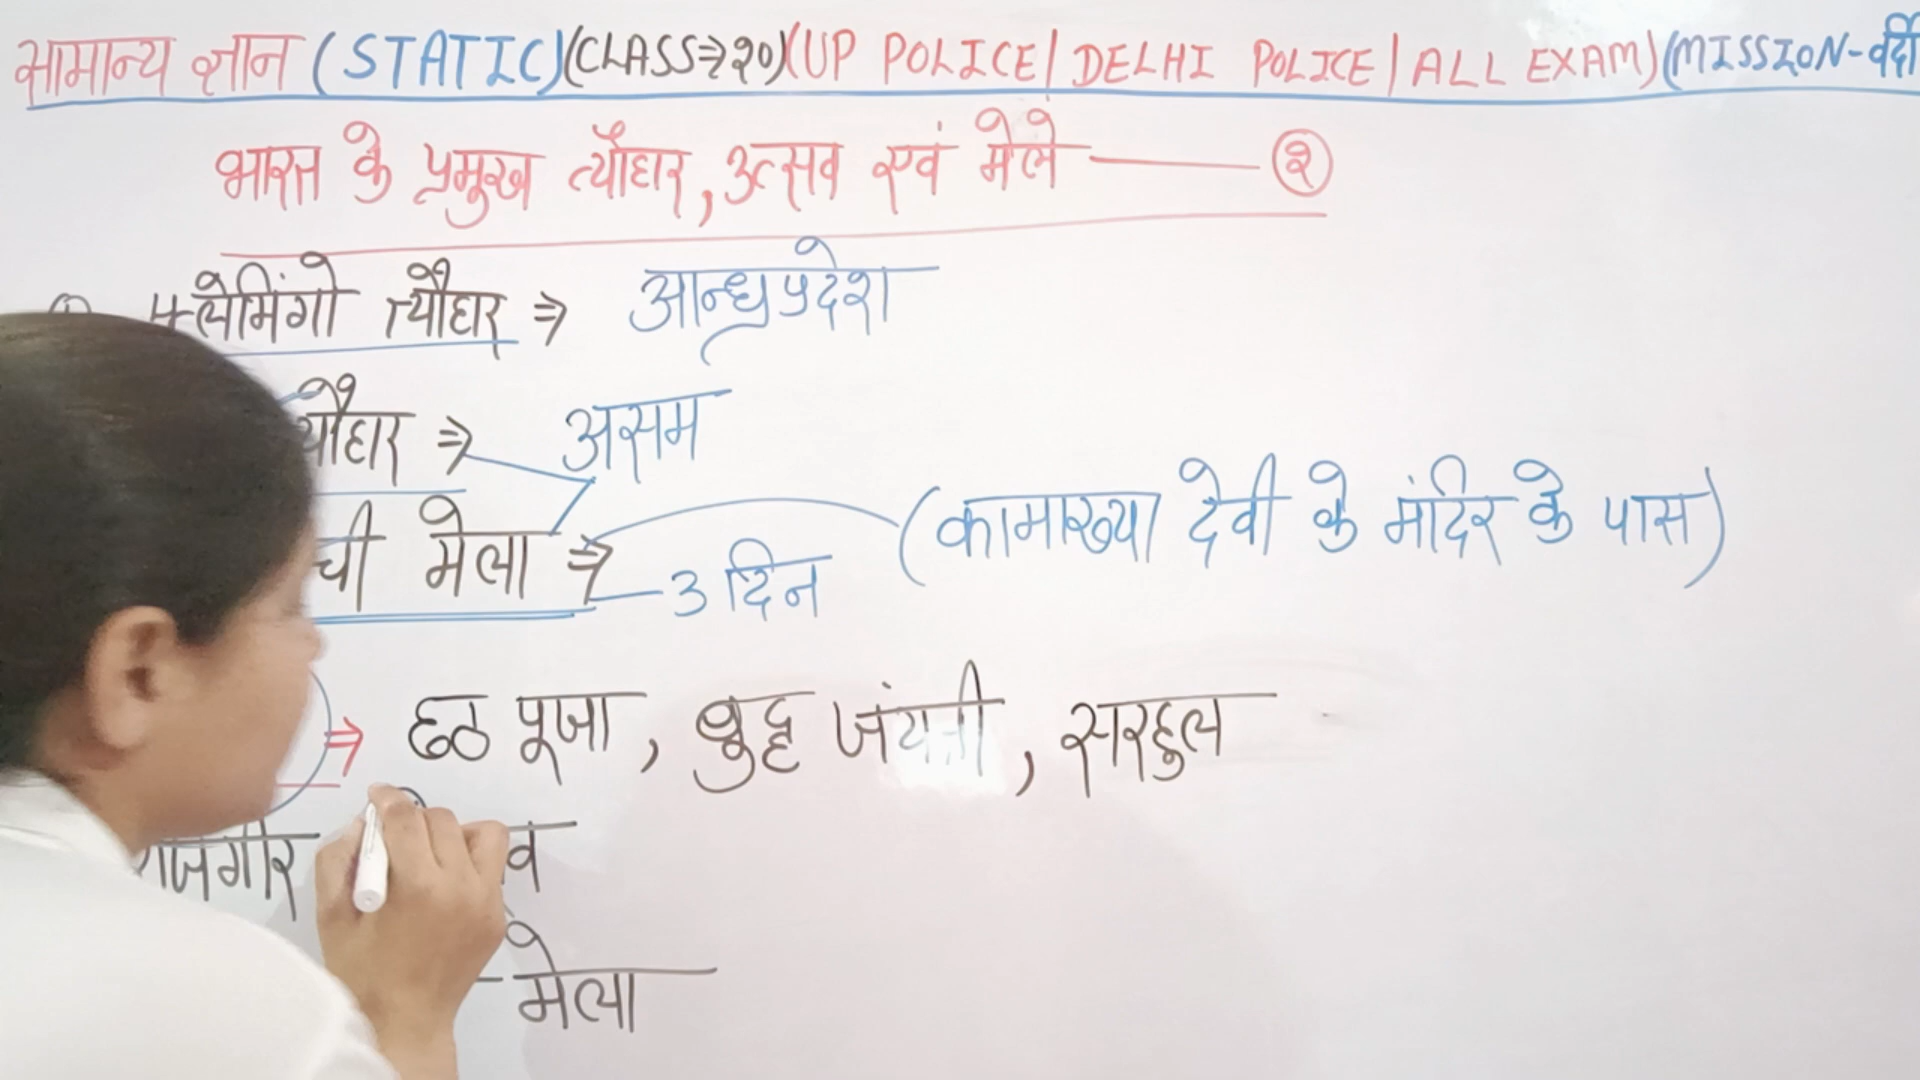 सामान्य ज्ञान (STATIC)(CLASS⇒20)(UP POLICE/DELHI POLICE/ALL EXAM)(MISSION-वर्दी
भारत के प्रमुख त्यौहार, उत्सव एवं मेले — 2
फ्लेमिंगो त्यौहार ⇒ आन्ध्रप्रदेश
⇒ असम
मेला ⇒ (कामाख्या देवी के मंदिर के पास)
3 दिन
⇒ छठ पूजा, बुद्ध जंयती, सरहुल
राजगीर
मेला